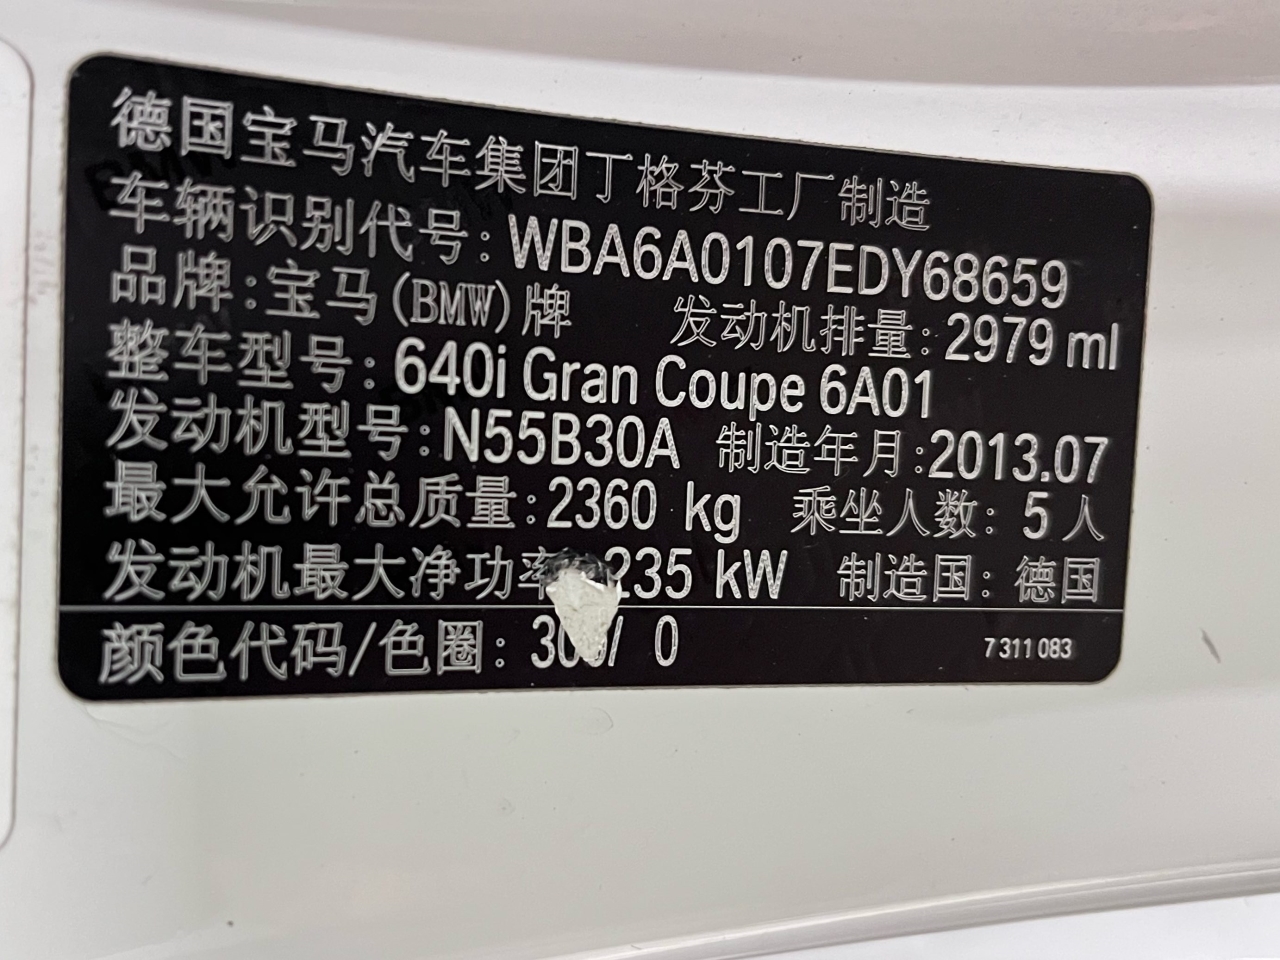 德国宝马汽车集团丁格芬工厂制造
车辆识别代号: WBA6A0107EDY68659
品牌:宝马(BMW)牌 发动机排量: 2979 ml
整车型号: 640i Gran Coupe 6A01
发动机型号:N55B30A 制造年月:2013.07
最大允许总质量:2360 kg 乘坐人数: 5人
发动机最大净功率 235 kW 制造国: 德国
颜色代码/色圈: / 0 7 311 083